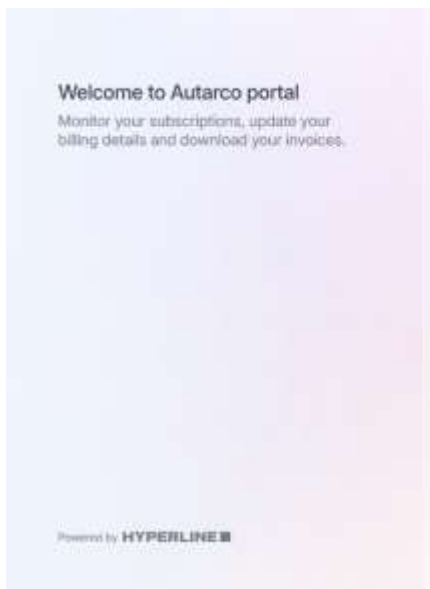 Welcome to Autarco portal
Monitor your subscriptions, update your
billing details and download your invoices.
Powered by HYPERLINE